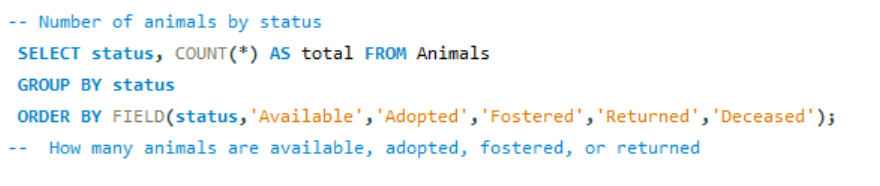 -- Number of animals by status
SELECT status, COUNT(*) AS total FROM Animals
GROUP BY status
ORDER BY FIELD(status,'Available','Adopted','Fostered','Returned','Deceased');
--  How many animals are available, adopted, fostered, or returned